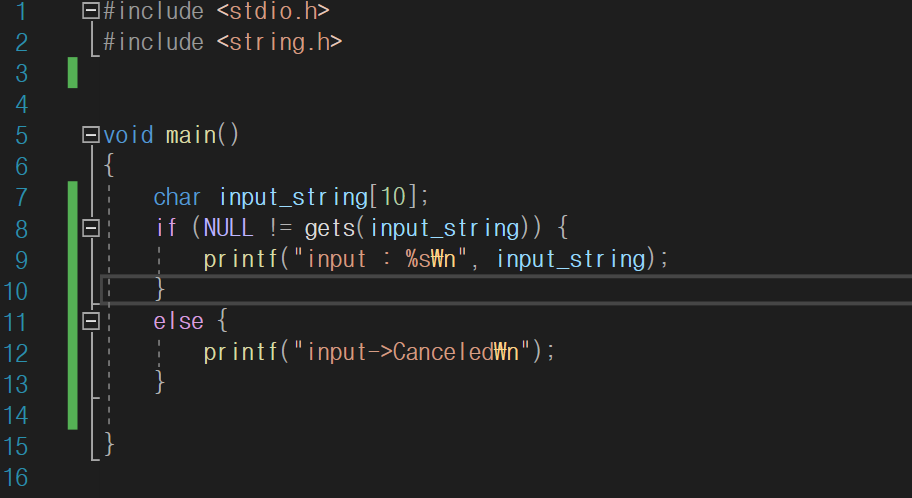 1 #include <stdio.h>
2 #include <string.h>
3
4
5 void main()
6 {
7 char input_string[10];
8 if (NULL != gets(input_string)) {
9 printf("input : %s₩n", input_string);
10 }
11 else {
12 printf("input->Canceled₩n");
13 }
14
15 }
16